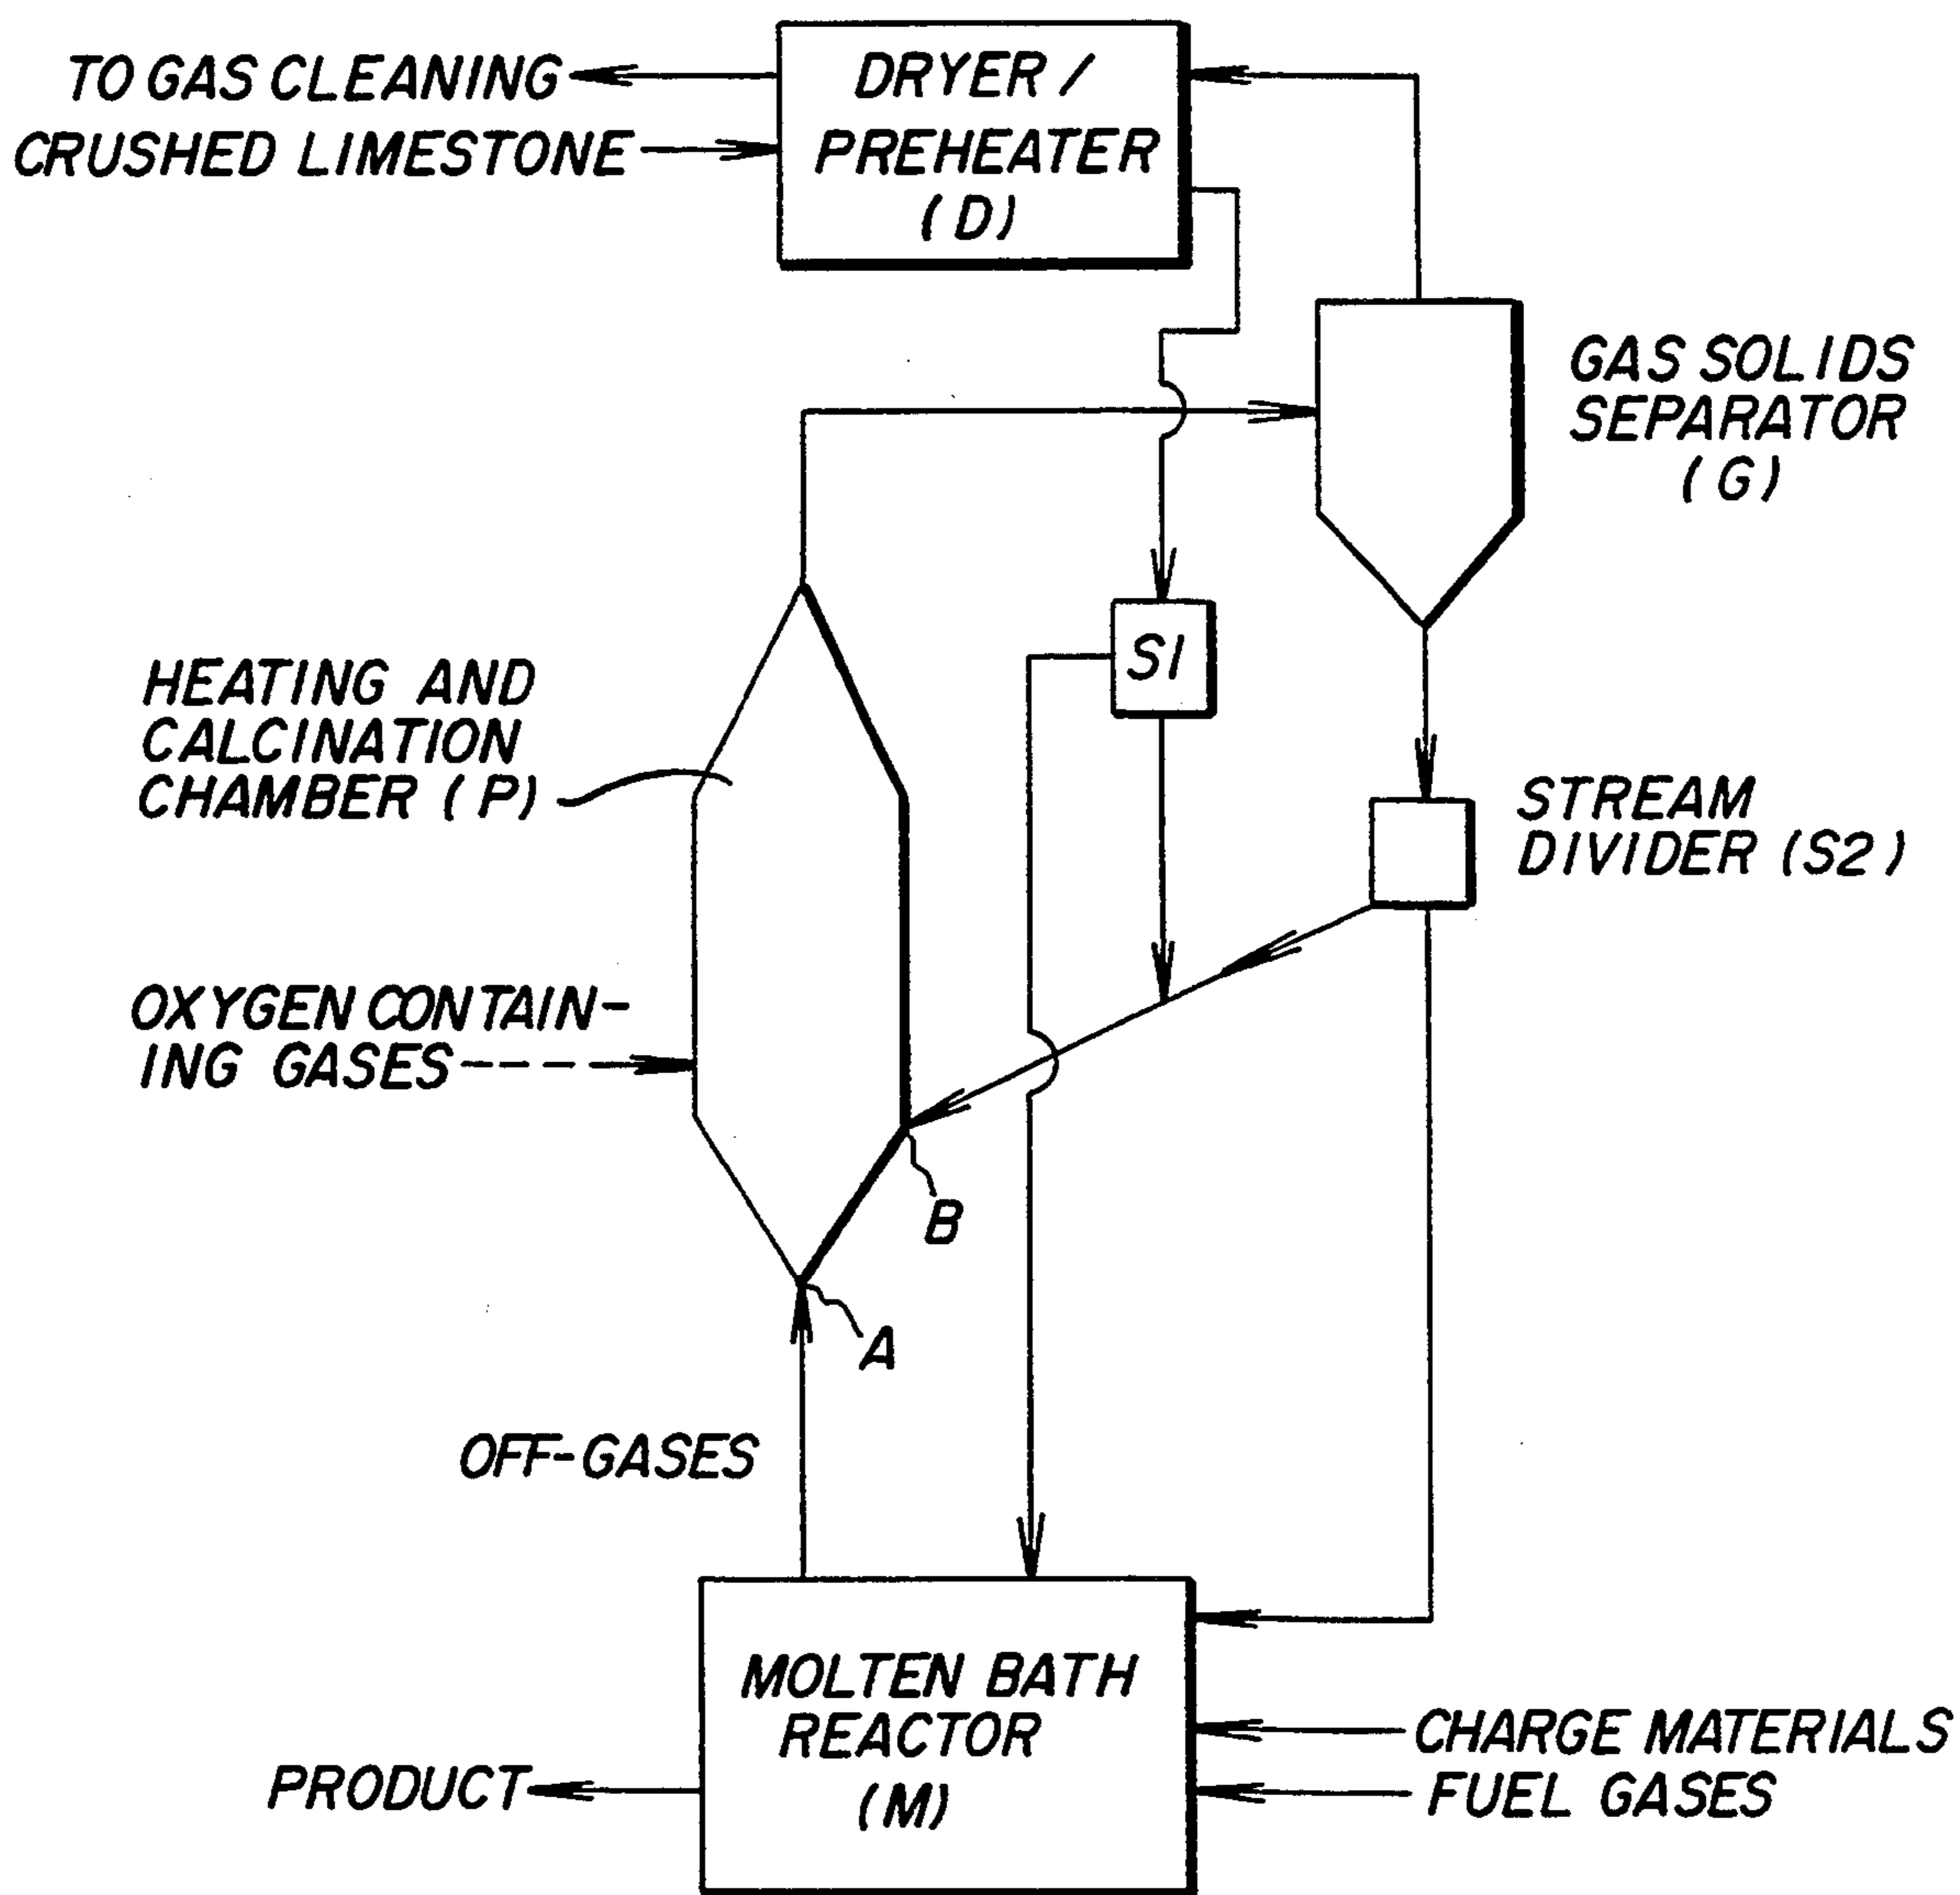 TO GAS CLEANING
CRUSHED LIMESTONE
DRYER /
PREHEATER
(D)
GAS SOLIDS
SEPARATOR
(G)
S1
HEATING AND
CALCINATION
CHAMBER (P)
STREAM
DIVIDER (S2)
OXYGEN CONTAIN-
ING GASES
B
A
OFF-GASES
MOLTEN BATH
REACTOR
(M)
PRODUCT
CHARGE MATERIALS
FUEL GASES